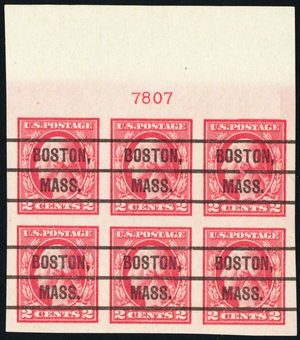 7807
U.S. POSTAGE U.S. POSTAGE U.S. POSTAGE
BOSTON, BOSTON, BOSTON,
MASS. MASS. MASS.
2 CENTS 2 2 CENTS 2 2 CENTS 2
U.S. POSTAGE U.S. POSTAGE U.S. POSTAGE
BOSTON, BOSTON, BOSTON,
MASS. MASS. MASS.
2 CENTS 2 2 CENTS 2 2 CENTS 2